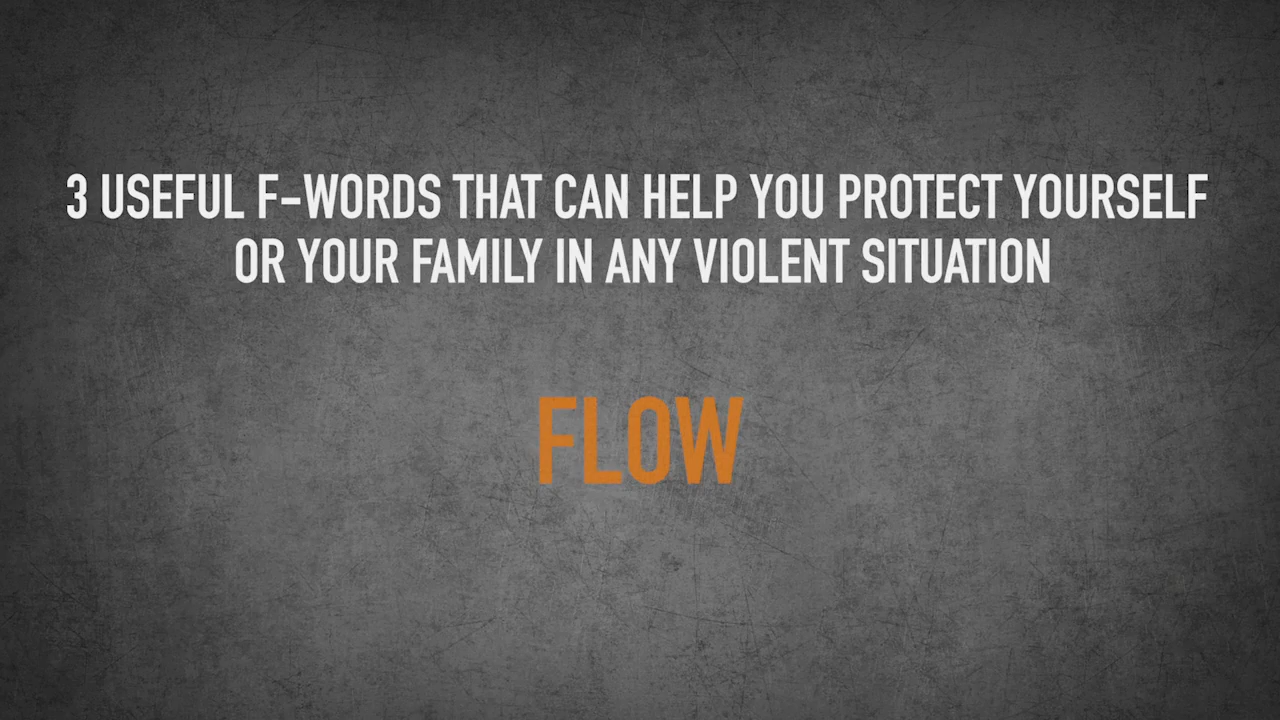 3 USEFUL F-WORDS THAT CAN HELP YOU PROTECT YOURSELF
OR YOUR FAMILY IN ANY VIOLENT SITUATION
FLOW